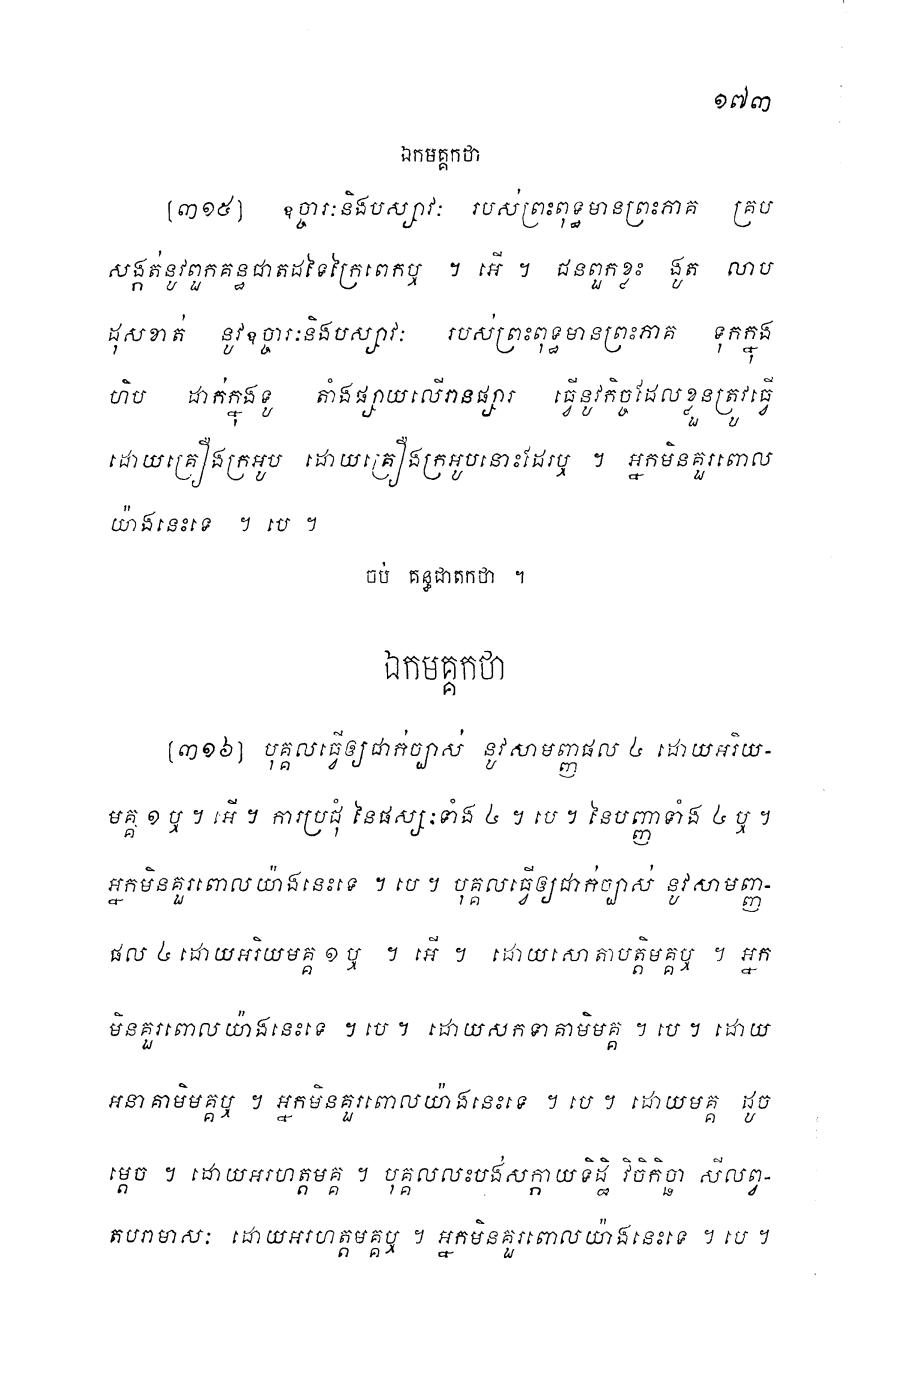 ១៧៣
ឯកមគ្គកថា
[៣១៥] ឧច្ចារៈនិងបស្សាវៈ របស់ព្រះពុទ្ធមានព្រះភាគ គ្រប
សង្កត់នូវពួកគន្ធជាតដទៃក្រៃពេកឬ ។ អើ ។ ជនពួកខ្លះ ងូត លាប
ដុសខាត់ នូវឧច្ចារៈនិងបស្សាវៈ របស់ព្រះពុទ្ធមានព្រះភាគ ទុកក្នុង
ហិប ដាក់ក្នុងទូ តាំងផ្សាយលើរានផ្សារ ធ្វើនូវកិច្ចដែលខ្លួនត្រូវធ្វើ
ដោយគ្រឿងក្រអូប ដោយគ្រឿងក្រអូបនោះដែរឬ ។ អ្នកមិនគួរពោល
យ៉ាងនេះទេ ។ បេ ។
ចប់ គន្ធជាតកថា ។
ឯកមគ្គកថា
[៣១៦] បុគ្គលធ្វើឲ្យជាក់ច្បាស់ នូវសាមញ្ញផល ៤ ដោយអរិយ-
មគ្គ ១ ឬ ។ អើ ។ ការប្រជុំ នៃផស្សៈទាំង ៤ ។ បេ ។ នៃបញ្ញាទាំង ៤ ឬ ។
អ្នកមិនគួរពោលយ៉ាងនេះទេ ។ បេ ។ បុគ្គលធ្វើឲ្យជាក់ច្បាស់ នូវសាមញ្ញ-
ផល ៤ ដោយអរិយមគ្គ ១ ឬ ។ អើ ។ ដោយសោតាបត្តិមគ្គឬ ។ អ្នក
មិនគួរពោលយ៉ាងនេះទេ ។ បេ ។ ដោយសកទាគាមិមគ្គ ។ បេ ។ ដោយ
អនាគាមិមគ្គឬ ។ អ្នកមិនគួរពោលយ៉ាងនេះទេ ។ បេ ។ ដោយមគ្គ ដូច
ម្តេច ។ ដោយអរហត្តមគ្គ ។ បុគ្គលលះបង់សក្កាយទិដ្ឋិ វិចិកិច្ឆា សីលព្វ-
តបរាមាសៈ ដោយអរហត្តមគ្គឬ ។ អ្នកមិនគួរពោលយ៉ាងនេះទេ ។ បេ ។